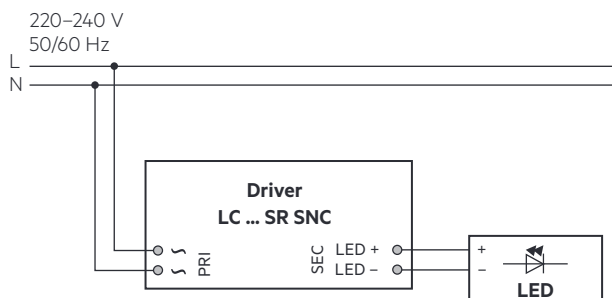 220–240 V
50/60 Hz
L
N
Driver
LC ... SR SNC
~ PRI SEC LED + +
~ LED – –
LED